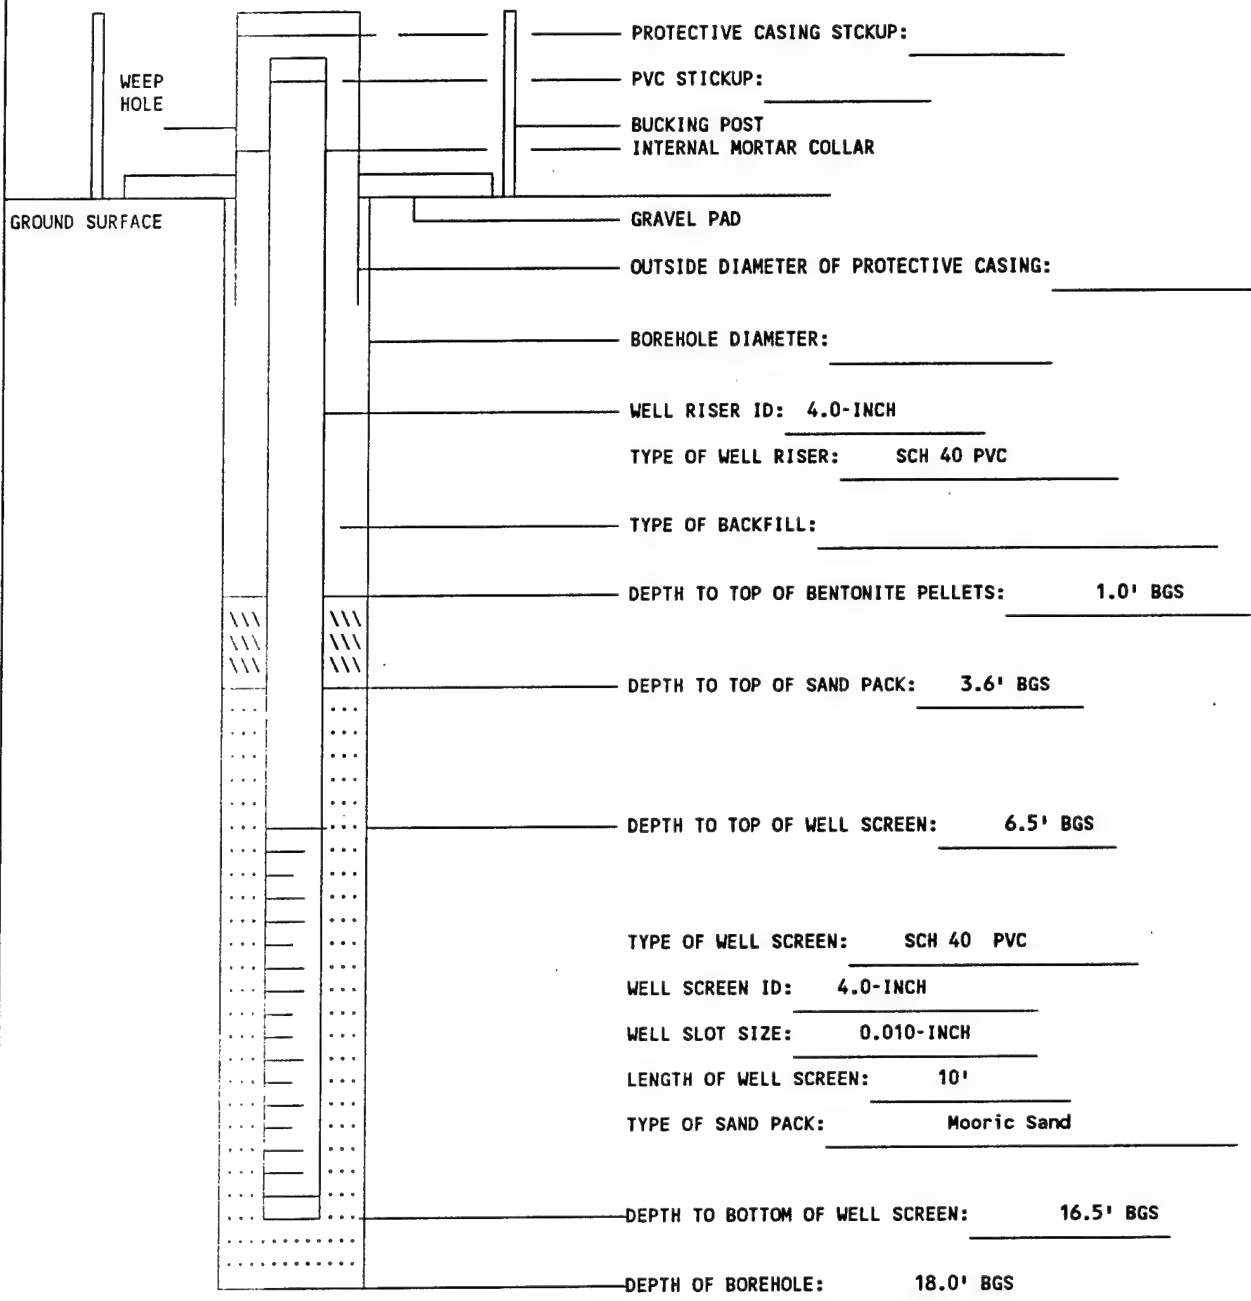 PROTECTIVE CASING STCKUP:
WEEP
HOLE
PVC STICKUP:
BUCKING POST
INTERNAL MORTAR COLLAR
GROUND SURFACE
GRAVEL PAD
OUTSIDE DIAMETER OF PROTECTIVE CASING:
BOREHOLE DIAMETER:
WELL RISER ID: 4.0-INCH
TYPE OF WELL RISER: SCH 40 PVC
TYPE OF BACKFILL:
DEPTH TO TOP OF BENTONITE PELLETS: 1.0' BGS
DEPTH TO TOP OF SAND PACK: 3.6' BGS
DEPTH TO TOP OF WELL SCREEN: 6.5' BGS
TYPE OF WELL SCREEN: SCH 40 PVC
WELL SCREEN ID: 4.0-INCH
WELL SLOT SIZE: 0.010-INCH
LENGTH OF WELL SCREEN: 10'
TYPE OF SAND PACK: Mooric Sand
DEPTH TO BOTTOM OF WELL SCREEN: 16.5' BGS
DEPTH OF BOREHOLE: 18.0' BGS